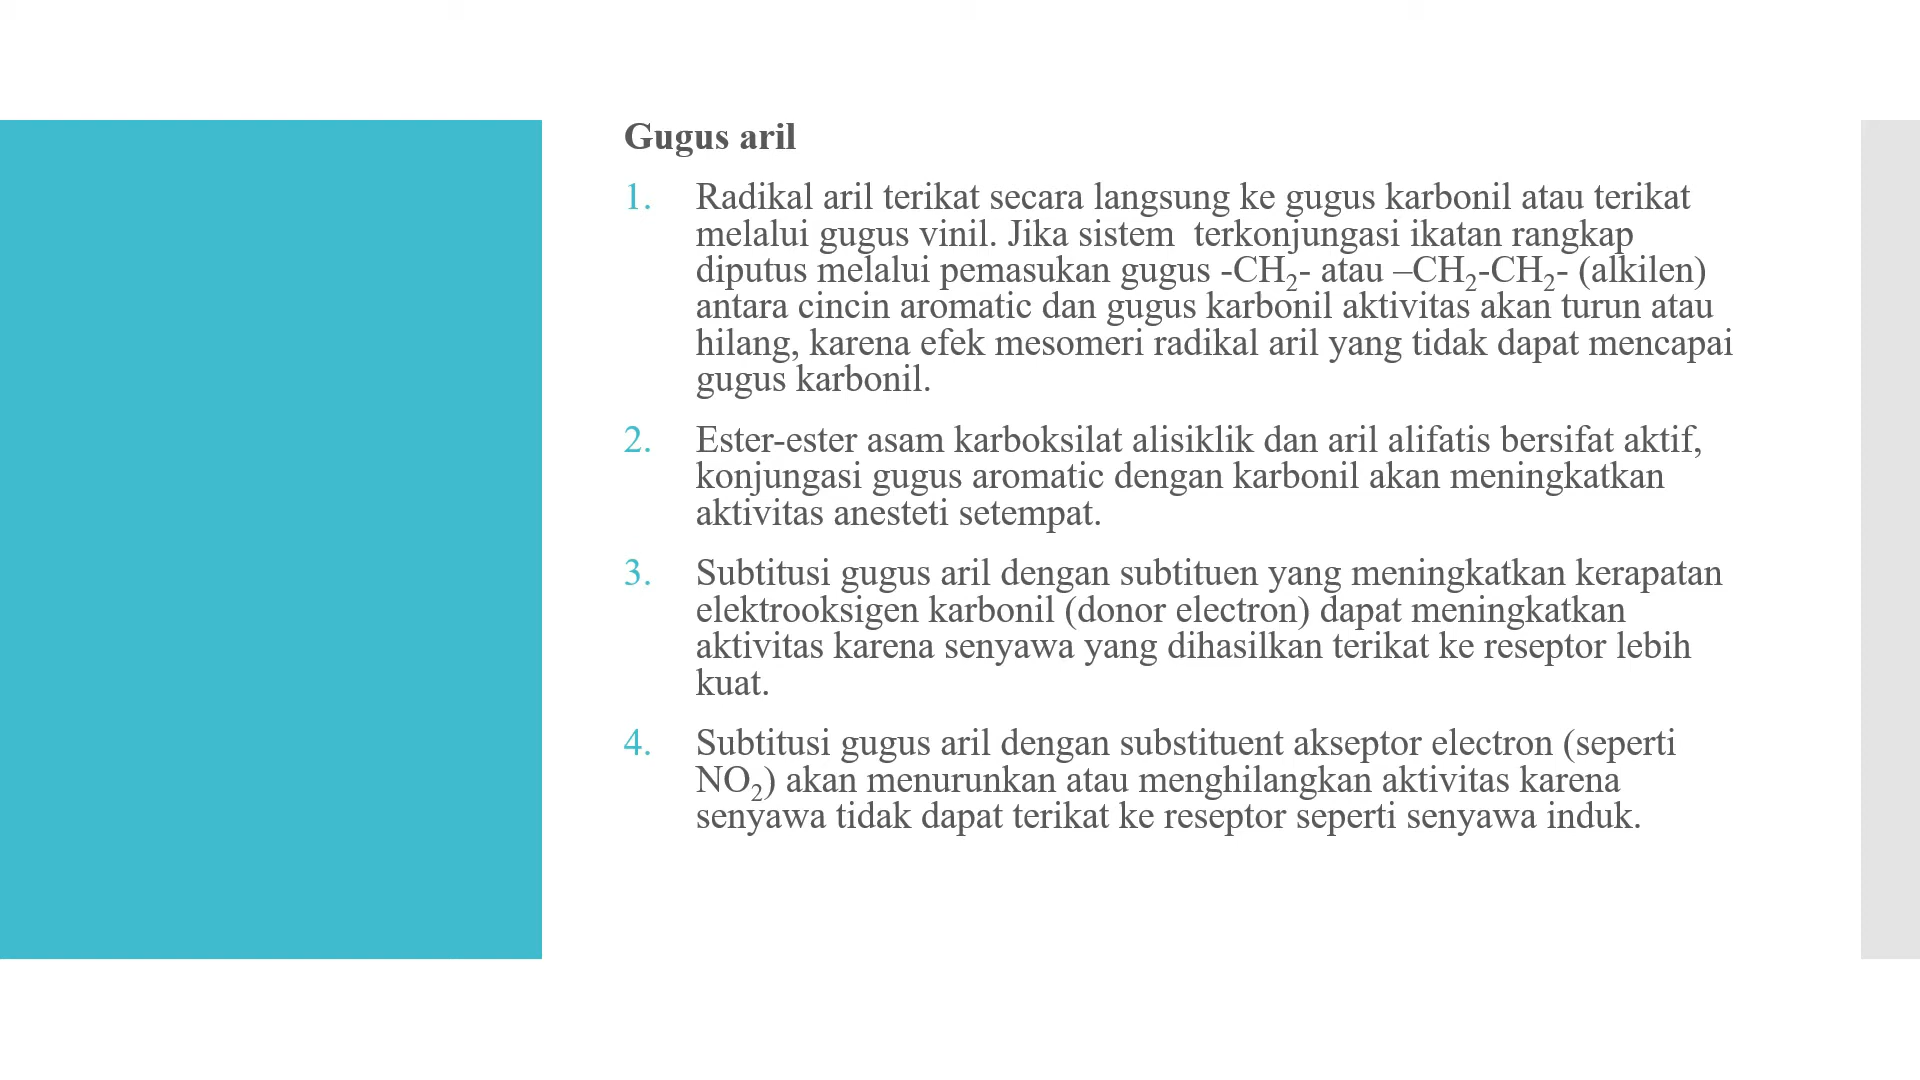 Gugus aril
1. Radikal aril terikat secara langsung ke gugus karbonil atau terikat
melalui gugus vinil. Jika sistem  terkonjungasi ikatan rangkap
diputus melalui pemasukan gugus -CH₂- atau –CH₂-CH₂- (alkilen)
antara cincin aromatic dan gugus karbonil aktivitas akan turun atau
hilang, karena efek mesomeri radikal aril yang tidak dapat mencapai
gugus karbonil.
2. Ester-ester asam karboksilat alisiklik dan aril alifatis bersifat aktif,
konjungasi gugus aromatic dengan karbonil akan meningkatkan
aktivitas anesteti setempat.
3. Subtitusi gugus aril dengan subtituen yang meningkatkan kerapatan
elektrooksigen karbonil (donor electron) dapat meningkatkan
aktivitas karena senyawa yang dihasilkan terikat ke reseptor lebih
kuat.
4. Subtitusi gugus aril dengan substituent akseptor electron (seperti
NO₂) akan menurunkan atau menghilangkan aktivitas karena
senyawa tidak dapat terikat ke reseptor seperti senyawa induk.